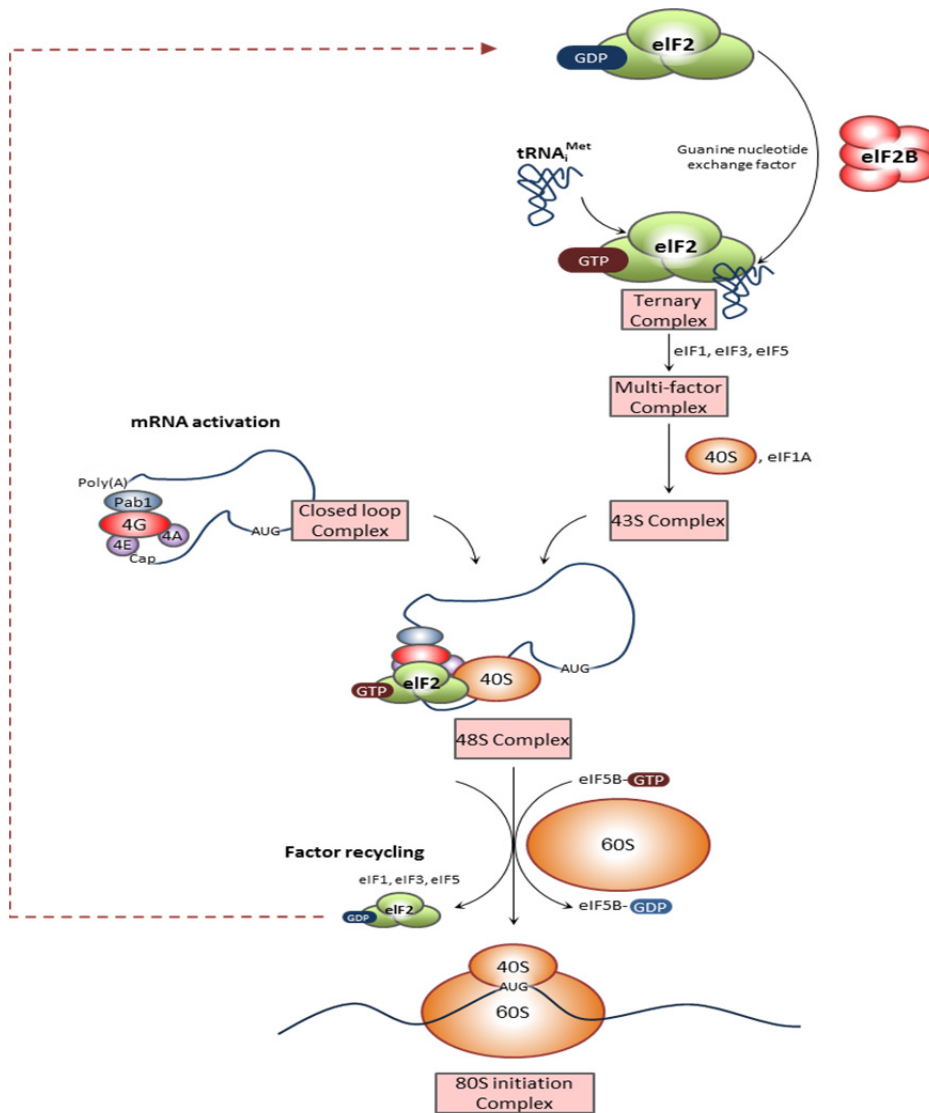 eIF2
GDP
eIF2B
Guanine nucleotide
exchange factor
tRNAiMet
eIF2
GTP
Ternary
Complex
eIF1, eIF3, eIF5
Multi-factor
Complex
40S , eIF1A
43S Complex
mRNA activation
Poly(A)
Pab1
4G
4A
4E
Cap
AUG
Closed loop
Complex
AUG
eIF2
40S
GTP
48S Complex
eIF5B-GTP
60S
eIF5B-GDP
Factor recycling
eIF1, eIF3, eIF5
eIF2
GDP
40S
AUG
60S
80S initiation
Complex